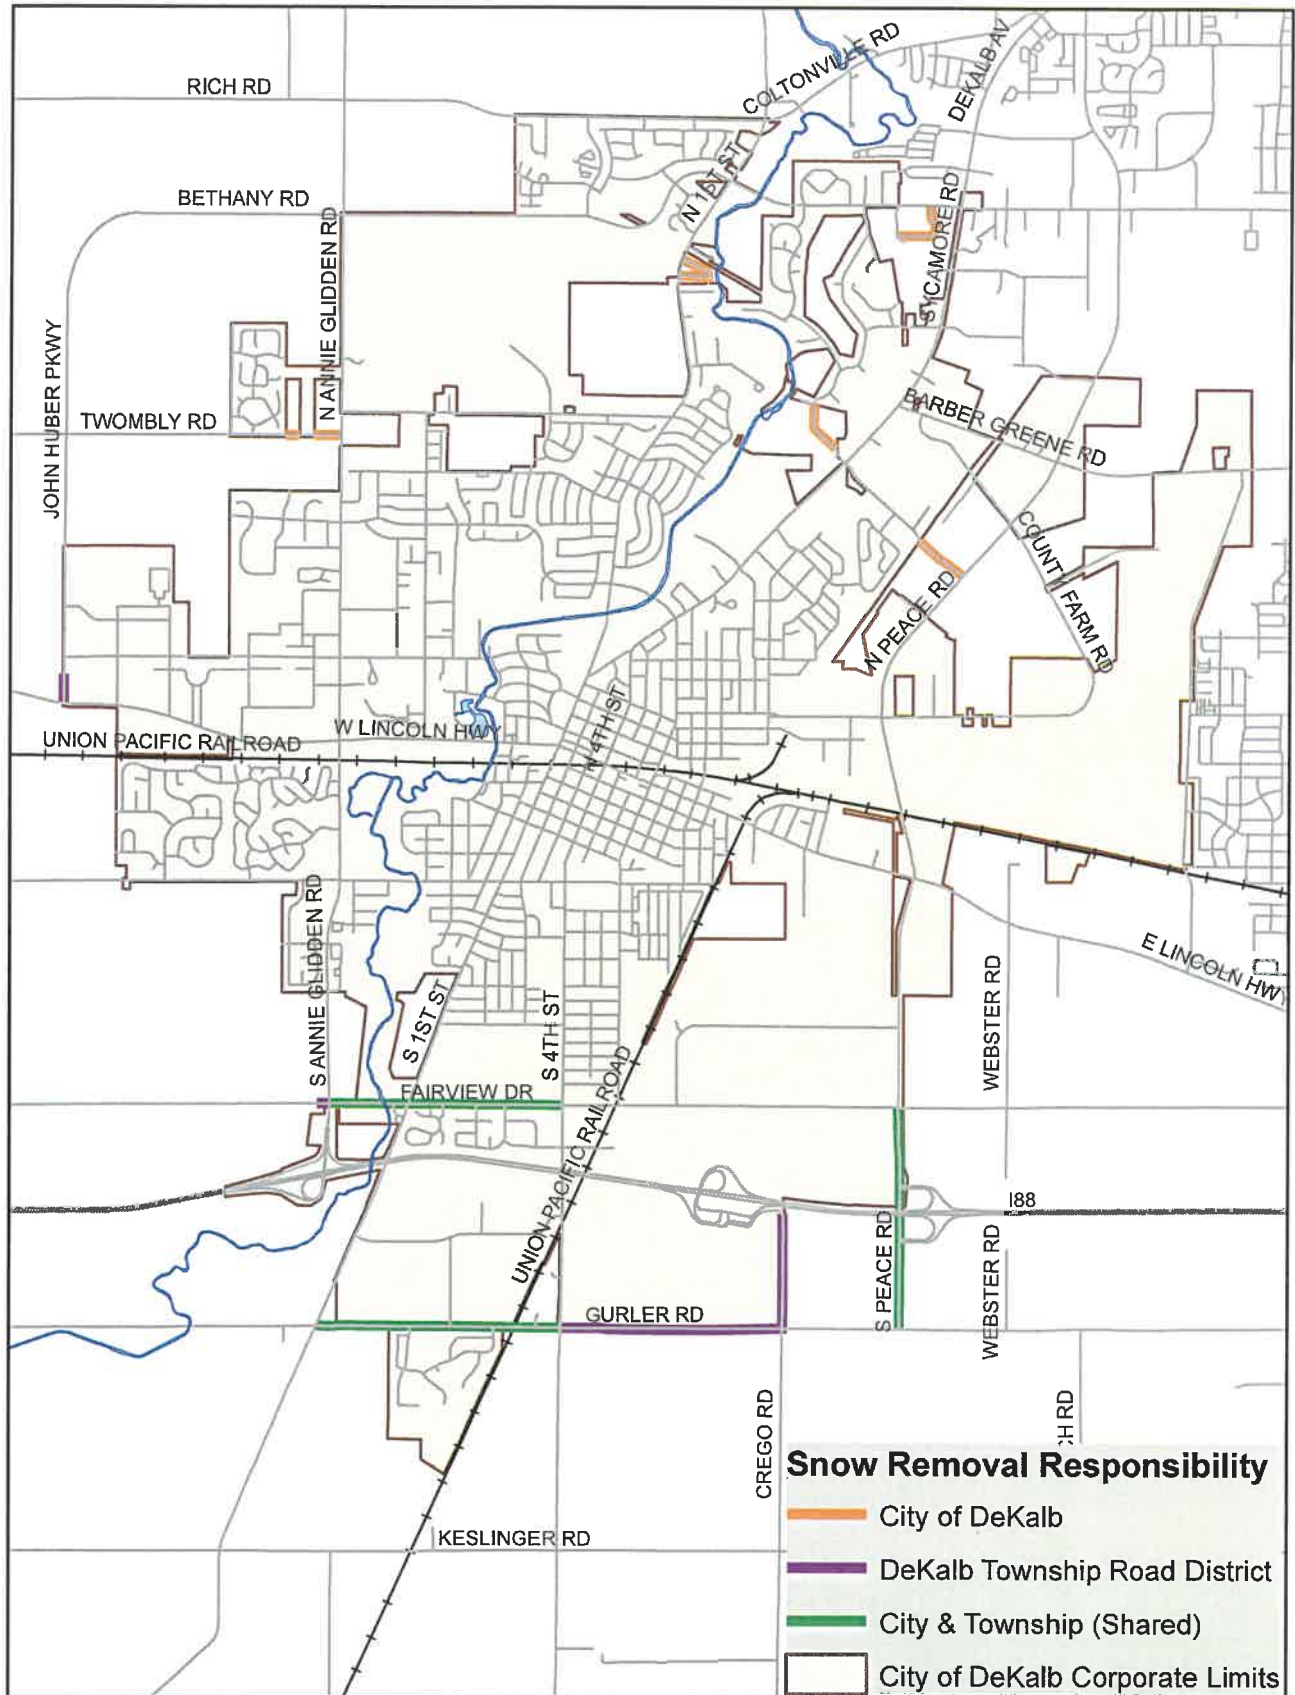 COLTONVILLE RD
DEKALB AV
RICH RD
N 1ST ST
BETHANY RD
N ANNIE GLIDDEN RD
SYCAMORE RD
JOHN HUBER PKWY
TWOMBLY RD
BARBER GREENE RD
COUNTY FARM RD
N PEACE RD
N 4TH ST
W LINCOLN HWY
UNION PACIFIC RAILROAD
S ANNIE GLIDDEN RD
E LINCOLN HWY
WEBSTER RD
S 1ST ST
S 4TH ST
FAIRVIEW DR
UNION PACIFIC RAILROAD
I88
S PEACE RD
WEBSTER RD
GURLER RD
CREGO RD
CH RD
KESLINGER RD
Snow Removal Responsibility
City of DeKalb
DeKalb Township Road District
City & Township (Shared)
City of DeKalb Corporate Limits